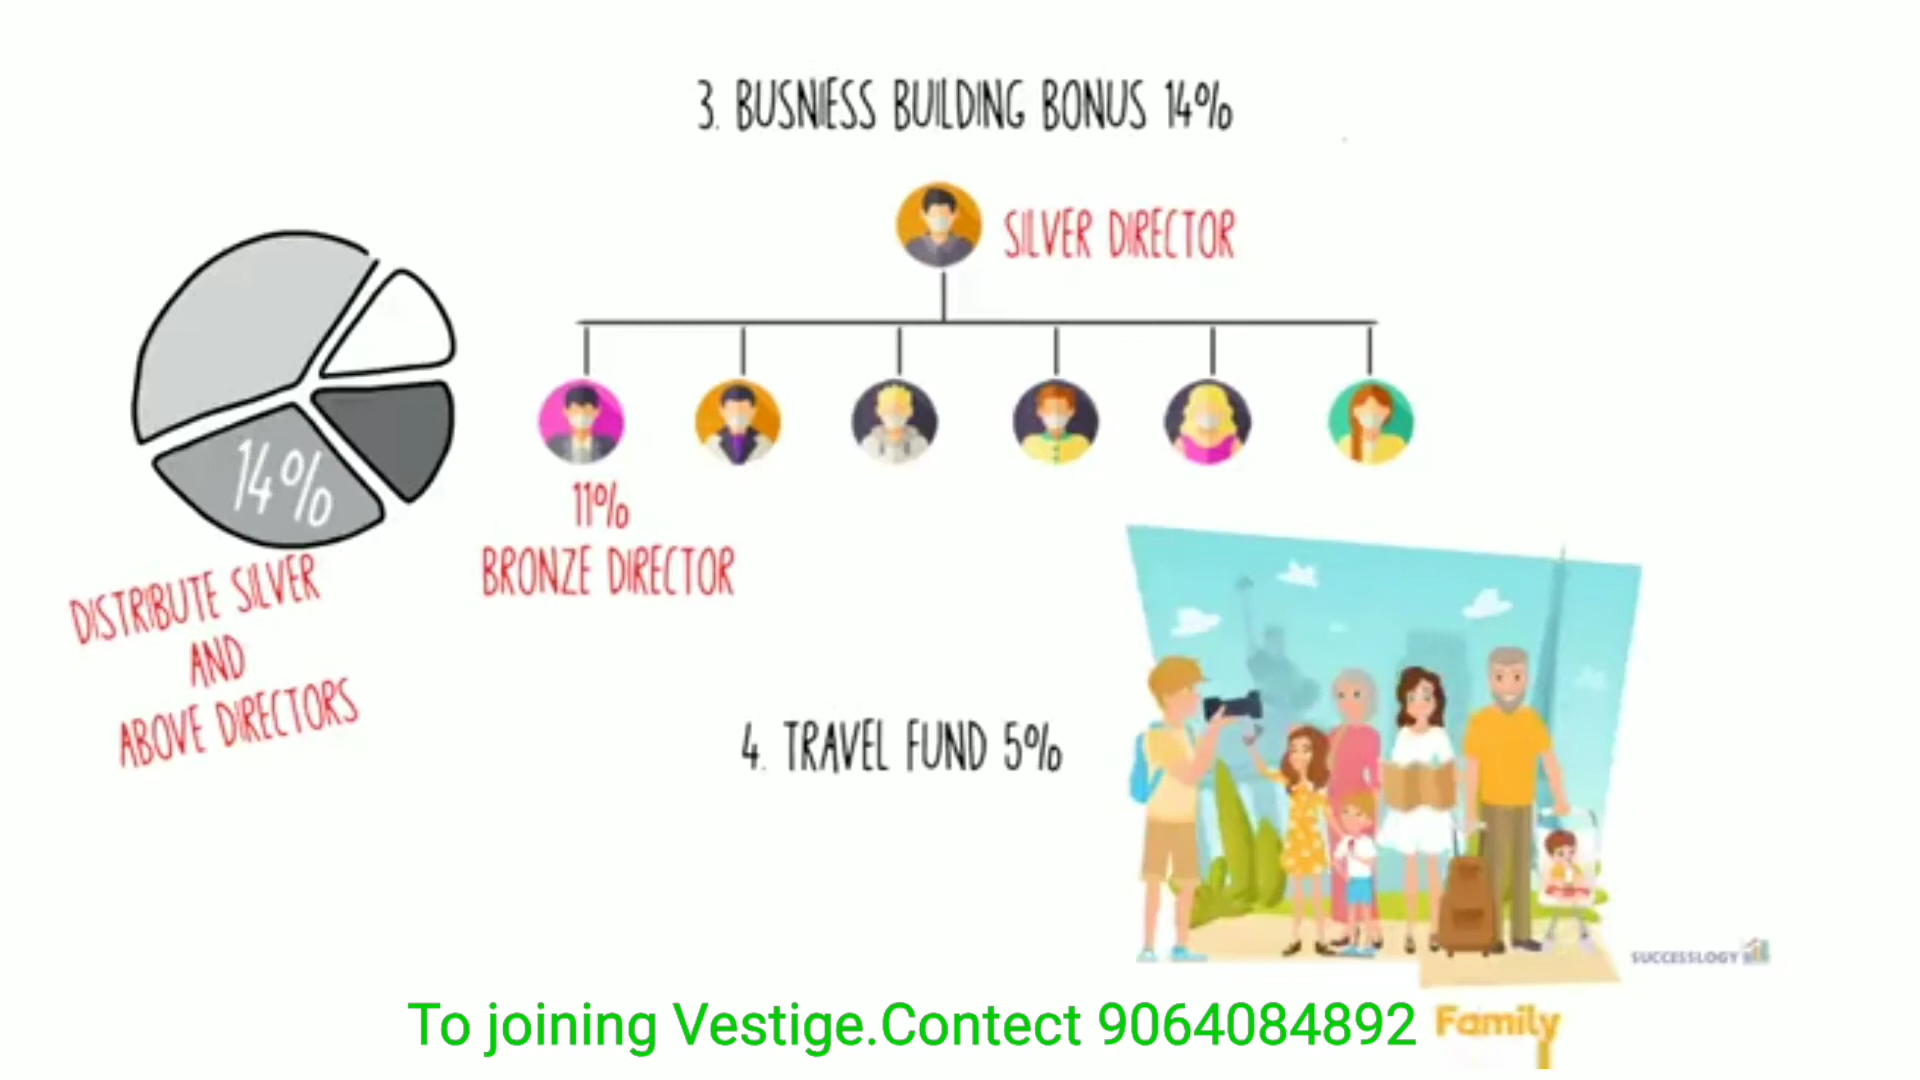 3. BUSNIESS BUILDING BONUS 14%
SILVER DIRECTOR
14%
11%
BRONZE DIRECTOR
DISTRIBUTE SILVER
AND
ABOVE DIRECTORS
4. TRAVEL FUND 5%
SUCCESSLOGY
To joining Vestige.Contect 9064084892
Family